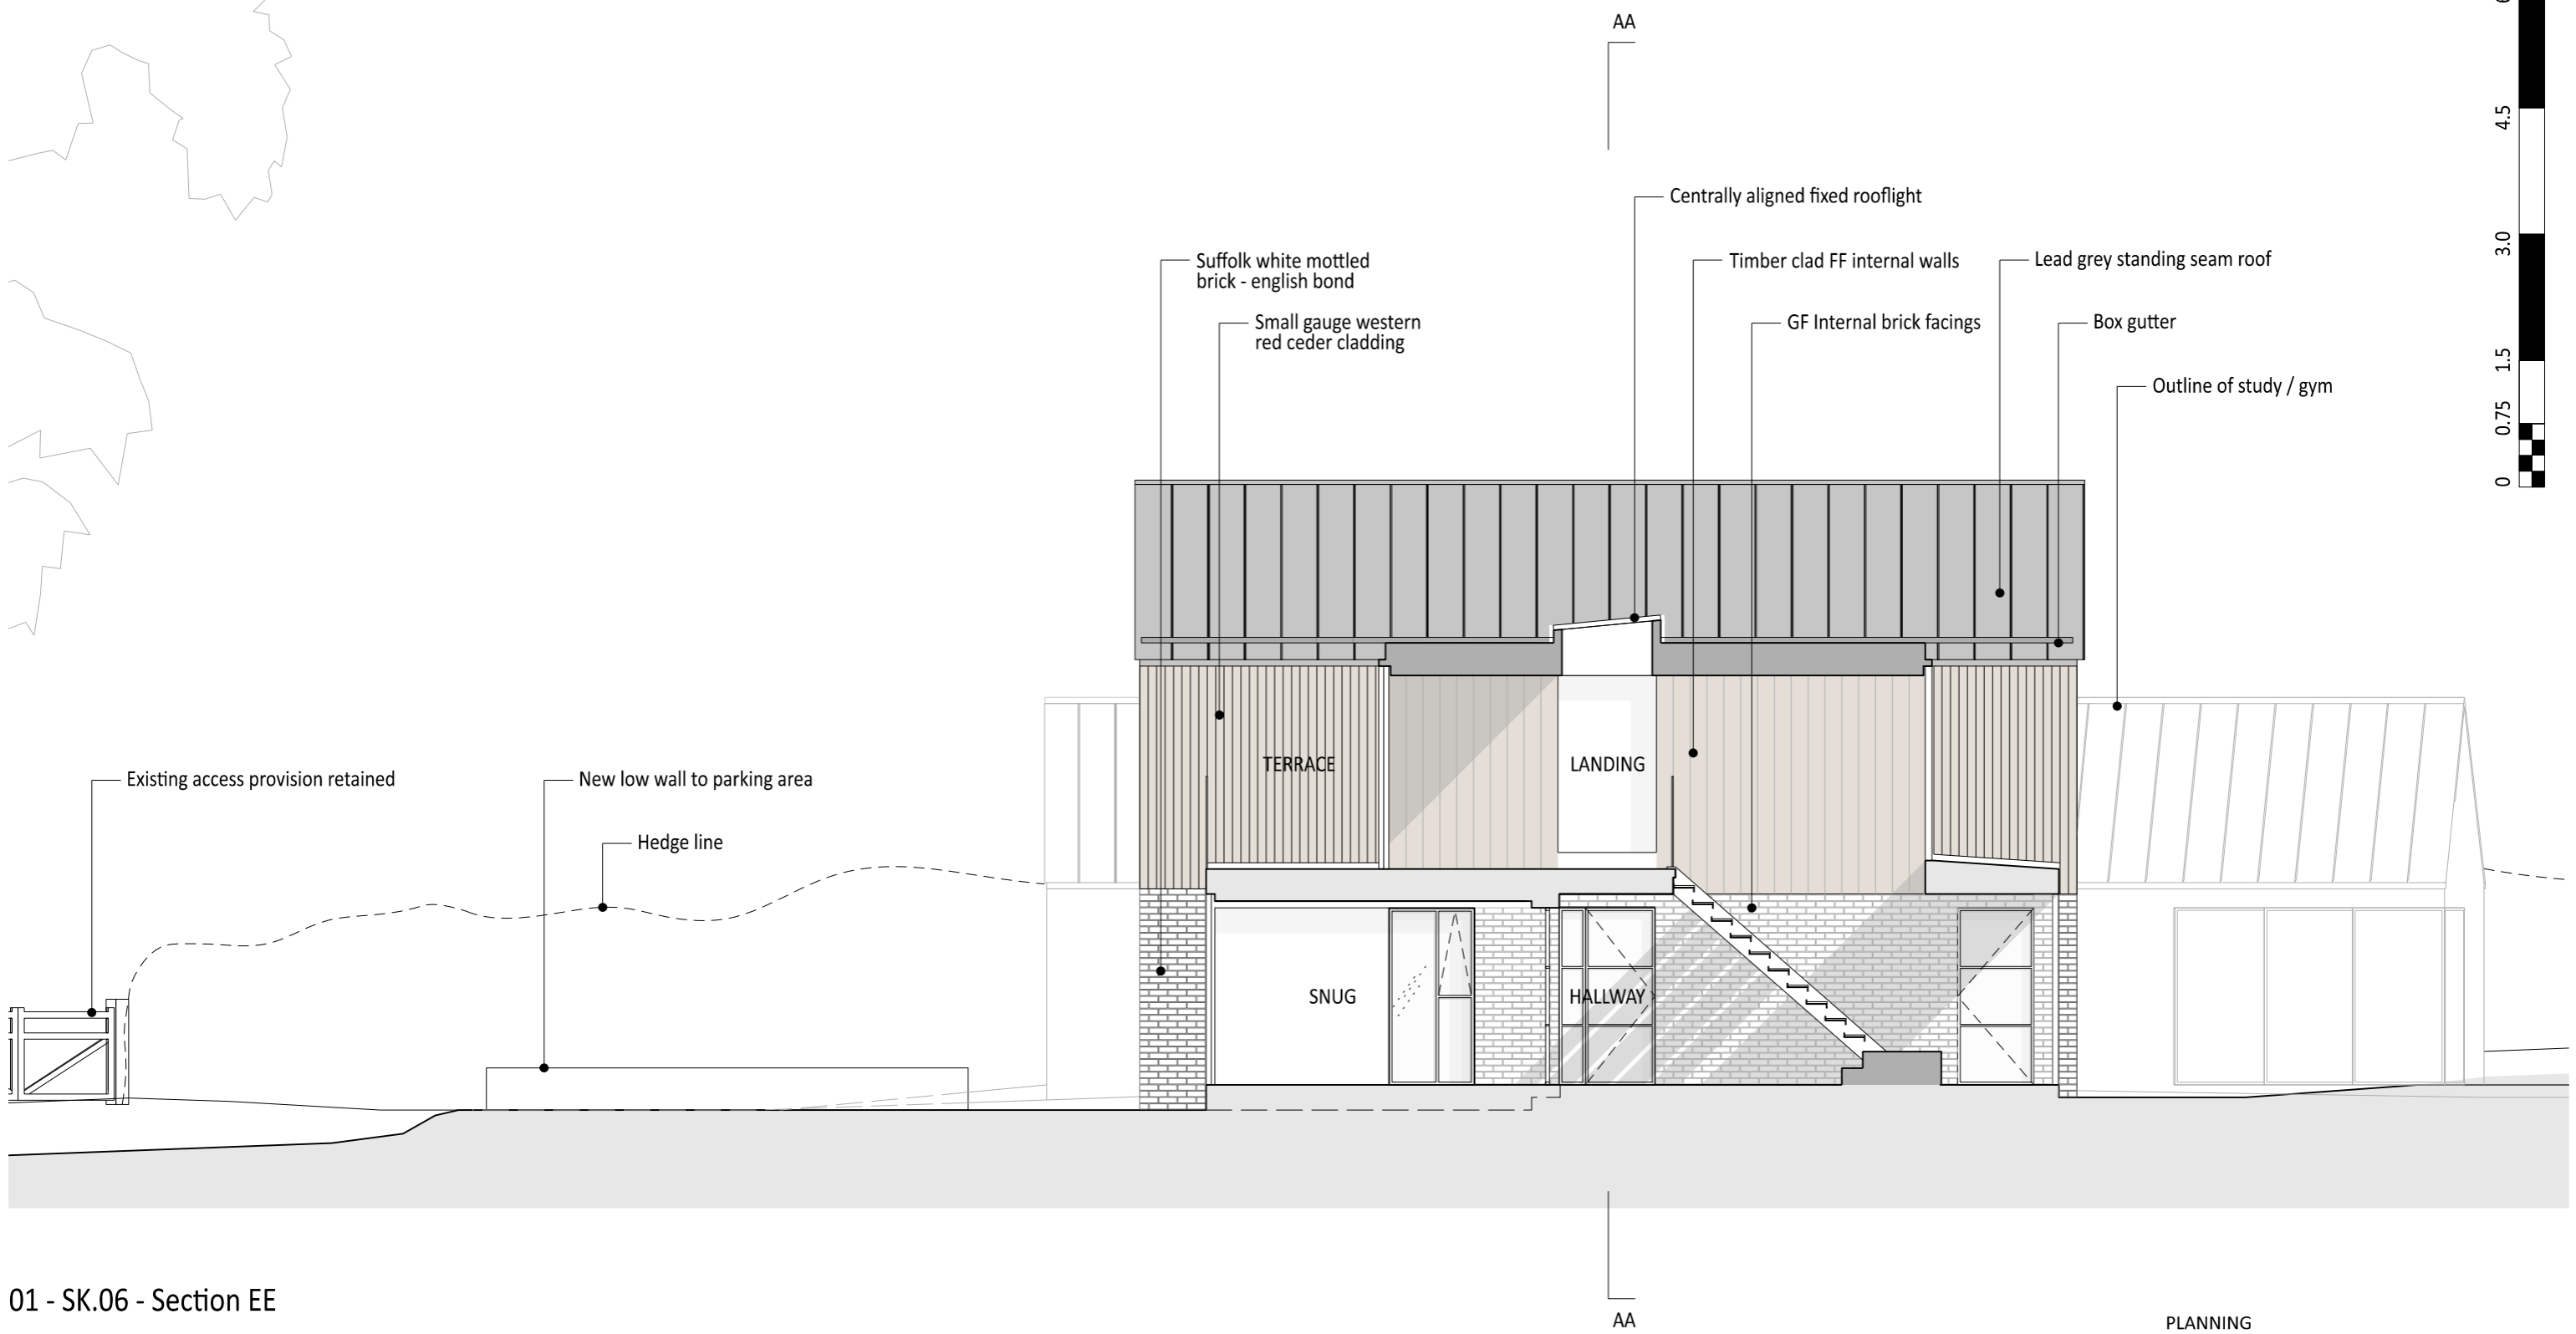 AA
Centrally aligned fixed rooflight
Suffolk white mottled
brick - english bond
Timber clad FF internal walls
Lead grey standing seam roof
Small gauge western
red ceder cladding
GF Internal brick facings
Box gutter
Outline of study / gym
4.5
3.0
1.5
0.75
0
Existing access provision retained
New low wall to parking area
Hedge line
TERRACE
LANDING
SNUG
HALLWAY
01 - SK.06 - Section EE
AA
PLANNING